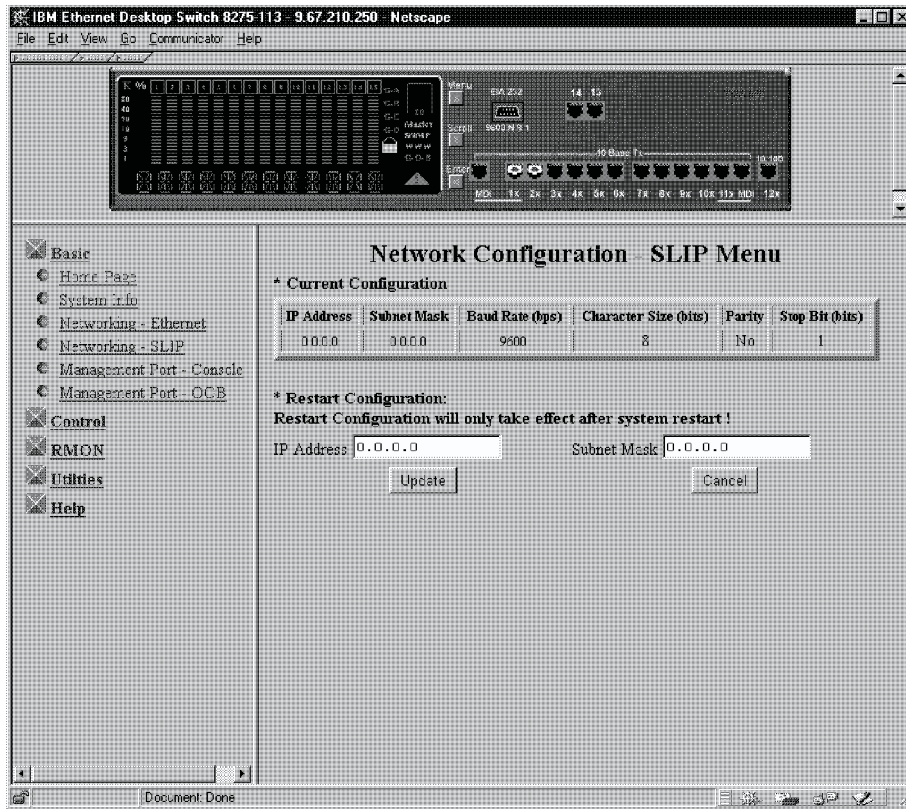 IBM Ethernet Desktop Switch 8275-113 - 9.67.210.250 - Netscape
File Edit View Go Communicator Help
K %
Menu
EIA 232
14 15
9600 N 8 1
Scroll
Master
10 Base Tx
10/100
Enter
MDI 1x 2x 3x 4x 5x 6x 7x 8x 9x 10x 11x MDI 12x
Basic
Home Page
System Info
Networking - Ethernet
Networking - SLIP
Management Port - Console
Management Port - OCB
Control
RMON
Utilties
Help
Network Configuration - SLIP Menu
* Current Configuration
IP Address Subnet Mask Baud Rate (bps) Character Size (bits) Parity Stop Bit (bits)
0.0.0.0 0.0.0.0 9600 8 No 1
* Restart Configuration:
Restart Configuration will only take effect after system restart !
IP Address 0.0.0.0 Subnet Mask 0.0.0.0
Update Cancel
Document: Done